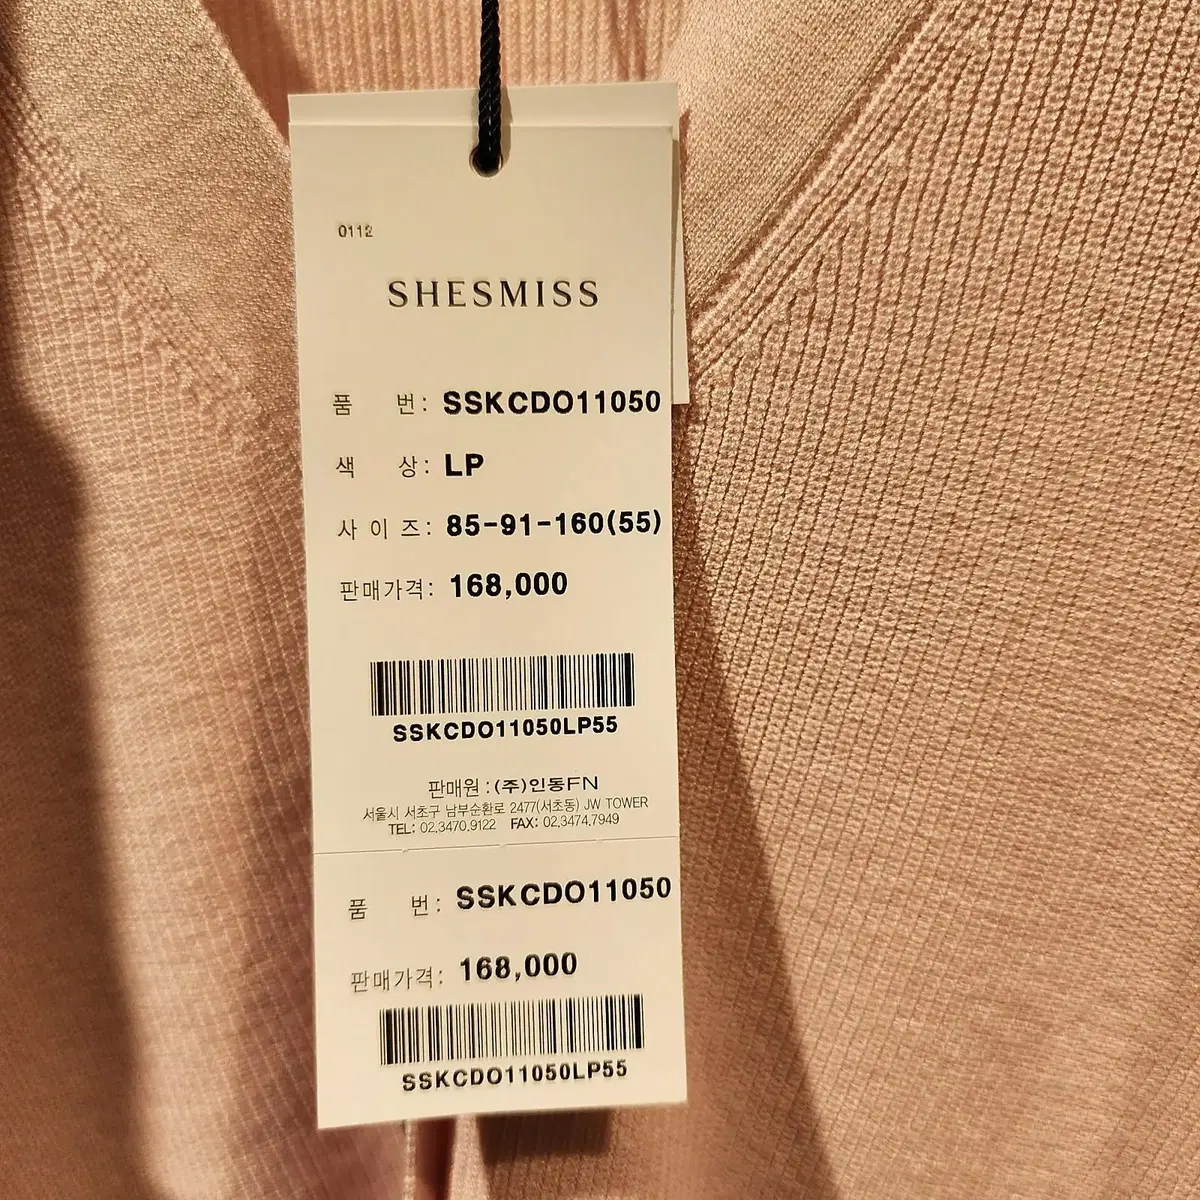 0112
SHESMISS
품 번: SSKCDO11050
색 상: LP
사 이 즈: 85-91-160(55)
판매가격: 168,000
SSKCDO11050LP55
판매원 : (주)인동FN
서울시 서초구 남부순환로 2477(서초동) JW TOWER
TEL: 02.3470.9122 FAX: 02.3474.7949
품 번: SSKCDO11050
판매가격: 168,000
SSKCDO11050LP55